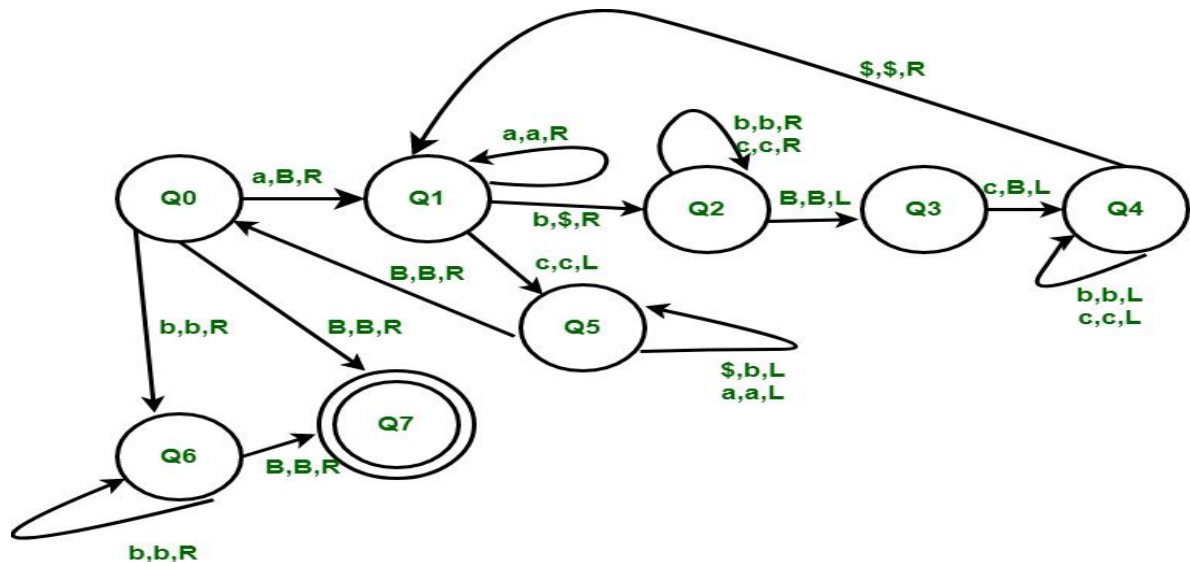 $,$,R
a,a,R
b,b,R
c,c,R
Q0
a,B,R
Q1
b,$,R
Q2
B,B,L
Q3
c,B,L
Q4
B,B,R
c,c,L
b,b,L
c,c,L
b,b,R
B,B,R
Q5
$,b,L
a,a,L
Q7
Q6
B,B,R
b,b,R